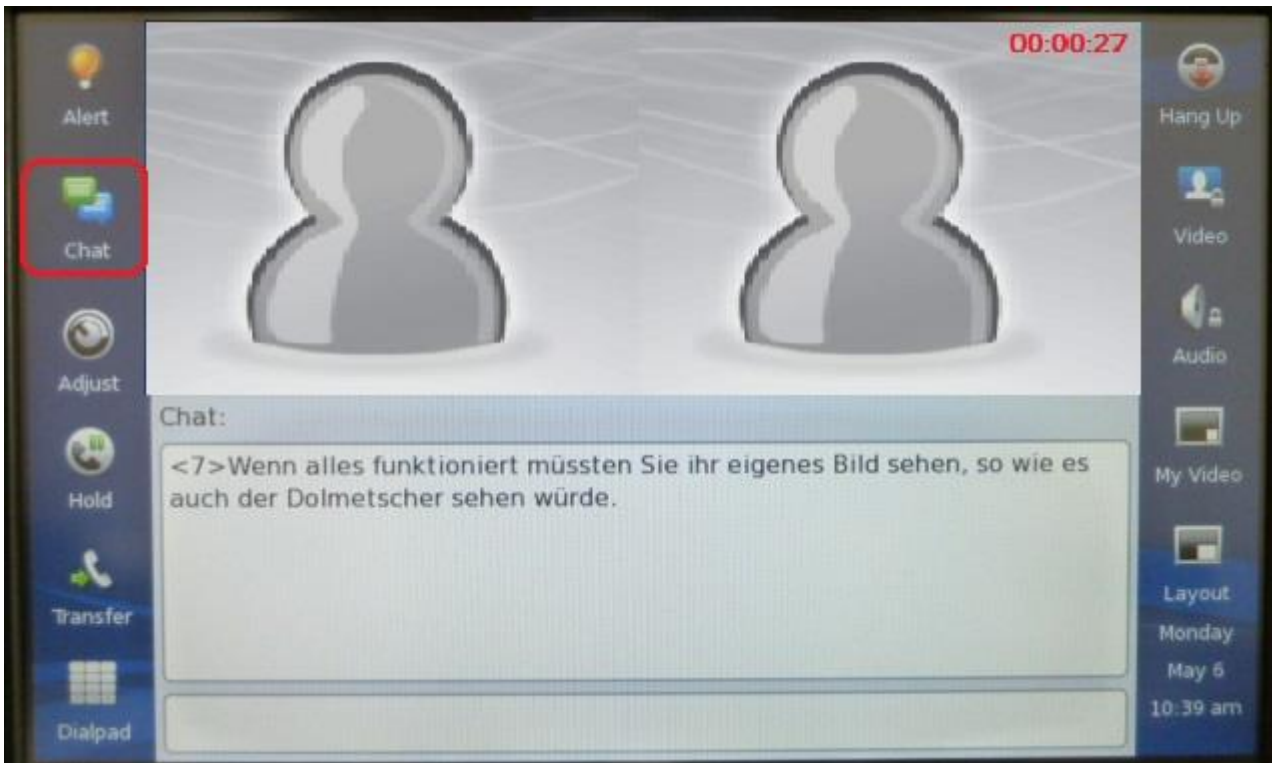 Alert
Chat
Adjust
Hold
Transfer
Dialpad
00:00:27
Chat:
<7>Wenn alles funktioniert müssten Sie ihr eigenes Bild sehen, so wie es
auch der Dolmetscher sehen würde.
Hang Up
Video
Audio
My Video
Layout
Monday
May 6
10:39 am